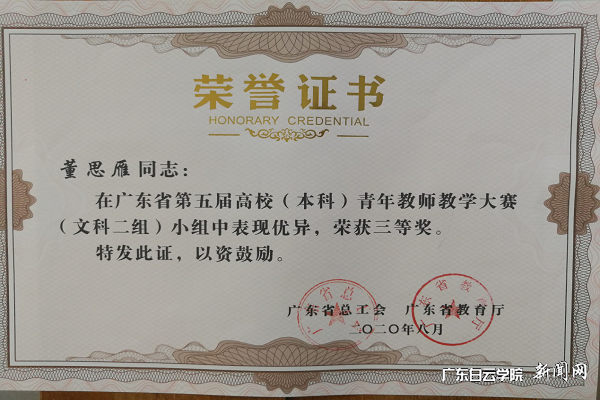 荣誉证书
HONORARY CREDENTIAL
董思雁同志：
在广东省第五届高校（本科）青年教师教学大赛
（文科二组）小组中表现优异，荣获三等奖。
特发此证，以资鼓励。
广东省总工会 广东省教育厅
二〇二〇年八月
广东白云学院 新闻网